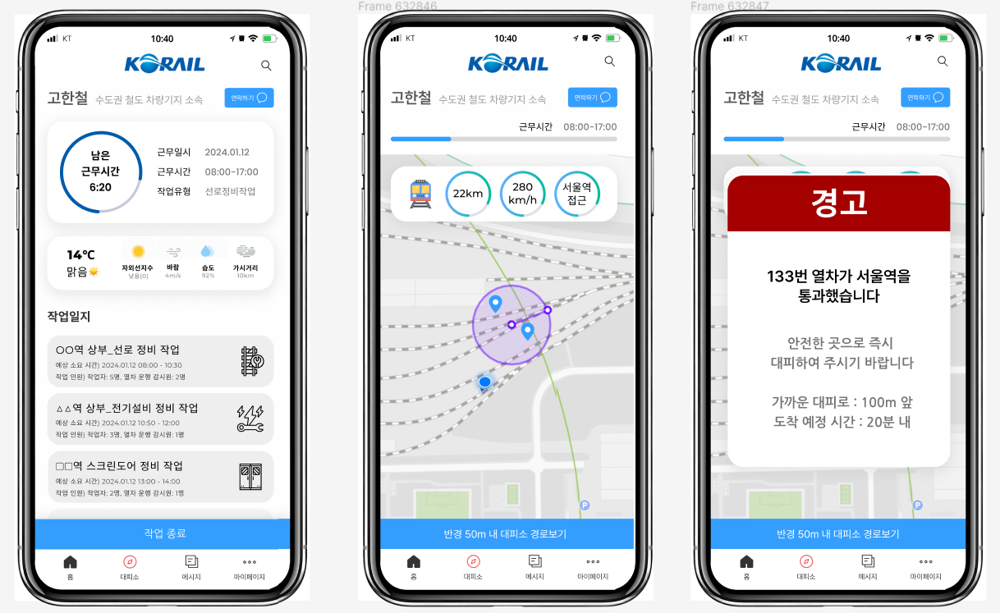 Frame 632846
Frame 632847
KT
10:40
KORAIL
고한철 수도권 철도 차량기지 소속
연락하기
남은
근무시간
6:20
근무일시 2024.01.12
근무시간 08:00-17:00
작업유형 선로정비작업
14℃
맑음
자외선지수
낮음(0)
바람
4m/s
습도
92%
가시거리
10km
작업일지
○○역 상부_선로 정비 작업
예상 소요 시간) 2024.01.12 08:00 - 10:30
작업 인원) 작업자: 5명, 열차 운행 감시원: 2명
△△역 상부_전기설비 정비 작업
예상 소요 시간) 2024.01.12 10:50 - 12:00
작업 인원) 작업자: 3명, 열차 운행 감시원: 1명
□□역 스크린도어 정비 작업
예상 소요 시간) 2024.01.12 13:00 - 14:00
작업 인원) 작업자: 2명, 열차 운행 감시원: 1명
작업 종료
홈
대피소
메시지
마이페이지
KT
10:40
KORAIL
고한철 수도권 철도 차량기지 소속
연락하기
근무시간 08:00-17:00
22km
280
km/h
서울역
접근
P
반경 50m 내 대피소 경로보기
홈
대피소
메시지
마이페이지
KT
10:40
KORAIL
고한철 수도권 철도 차량기지 소속
연락하기
근무시간 08:00-17:00
경고
133번 열차가 서울역을
통과했습니다
안전한 곳으로 즉시
대피하여 주시기 바랍니다
가까운 대피로 : 100m 앞
도착 예정 시간 : 20분 내
P
반경 50m 내 대피소 경로보기
홈
대피소
메시지
마이페이지